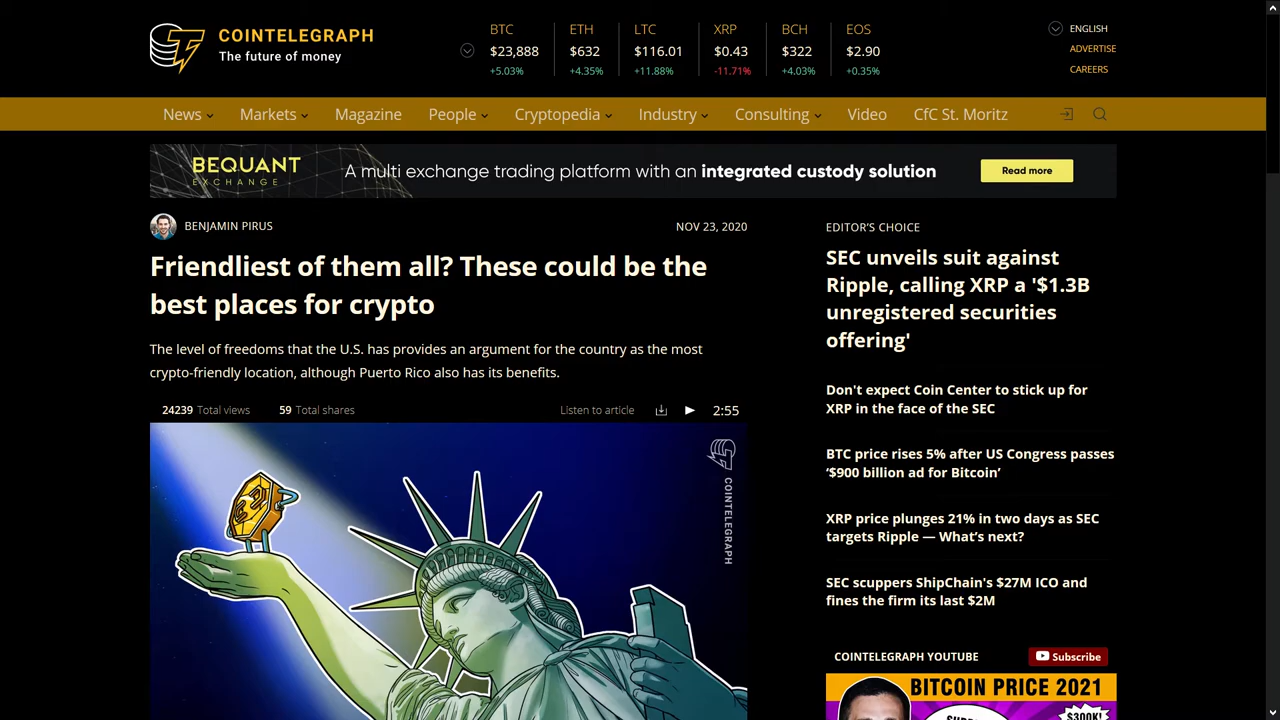 COINTELEGRAPH
The future of money
BTC
$23,888
+5.03%
ETH
$632
+4.35%
LTC
$116.01
+11.88%
XRP
$0.43
-11.71%
BCH
$322
+4.03%
EOS
$2.90
+0.35%
ENGLISH
ADVERTISE
CAREERS
News
Markets
Magazine
People
Cryptopedia
Industry
Consulting
Video
CfC St. Moritz
BEQUANT
EXCHANGE
A multi exchange trading platform with an integrated custody solution
Read more
BENJAMIN PIRUS
NOV 23, 2020
Friendliest of them all? These could be the
best places for crypto
The level of freedoms that the U.S. has provides an argument for the country as the most
crypto-friendly location, although Puerto Rico also has its benefits.
24239 Total views
59 Total shares
Listen to article
2:55
COINTELEGRAPH
EDITOR'S CHOICE
SEC unveils suit against
Ripple, calling XRP a '$1.3B
unregistered securities
offering'
Don't expect Coin Center to stick up for
XRP in the face of the SEC
BTC price rises 5% after US Congress passes
‘$900 billion ad for Bitcoin’
XRP price plunges 21% in two days as SEC
targets Ripple — What’s next?
SEC scuppers ShipChain's $27M ICO and
fines the firm its last $2M
COINTELEGRAPH YOUTUBE
Subscribe
BITCOIN PRICE 2021
$300K!